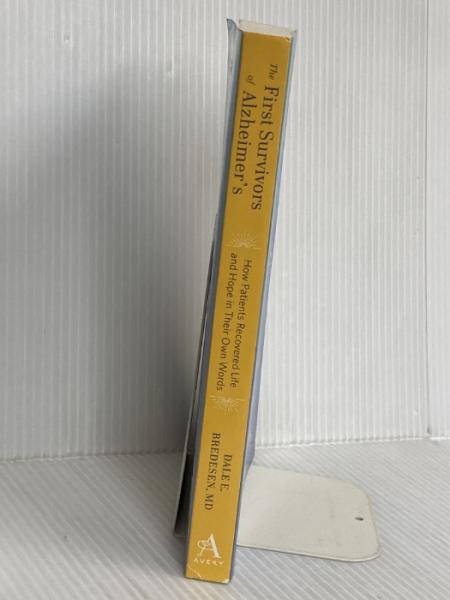 The First Survivors
of Alzheimer's
How Patients Recovered Life
and Hope in Their Own Words
DALE E.
BREDESEN, MD
A
AVERY